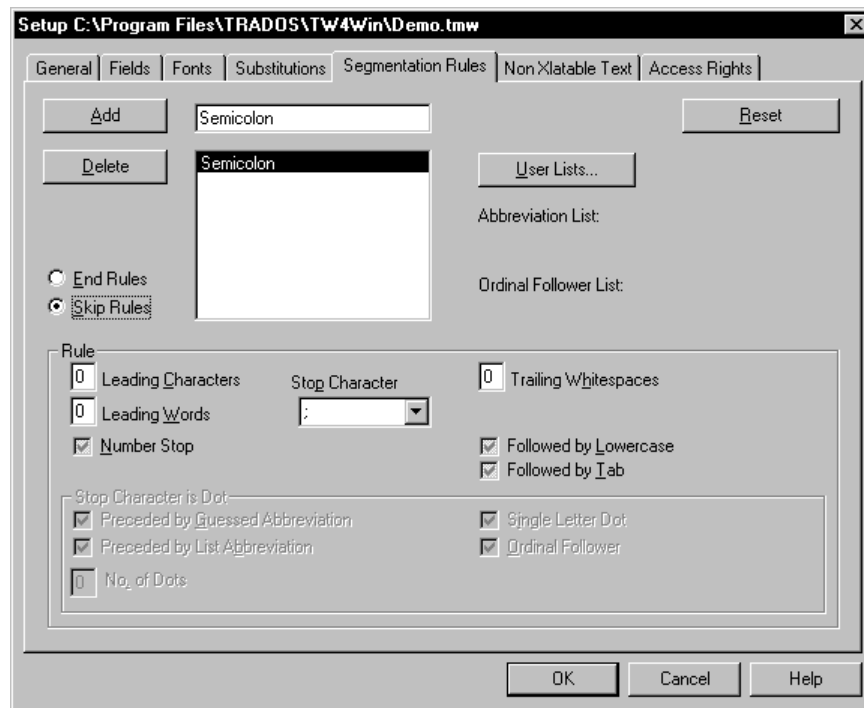 Setup C:\Program Files\TRADOS\TW4Win\Demo.tmw
General Fields Fonts Substitutions Segmentation Rules Non Xlatable Text Access Rights
Add Semicolon Reset
Delete Semicolon User Lists...
Abbreviation List:
End Rules Ordinal Follower List:
Skip Rules
Rule
0 Leading Characters Stop Character 0 Trailing Whitespaces
0 Leading Words ;
Number Stop Followed by Lowercase
Followed by Tab
Stop Character is Dot
Preceded by Guessed Abbreviation Single Letter Dot
Preceded by List Abbreviation Ordinal Follower
0 No. of Dots
OK Cancel Help